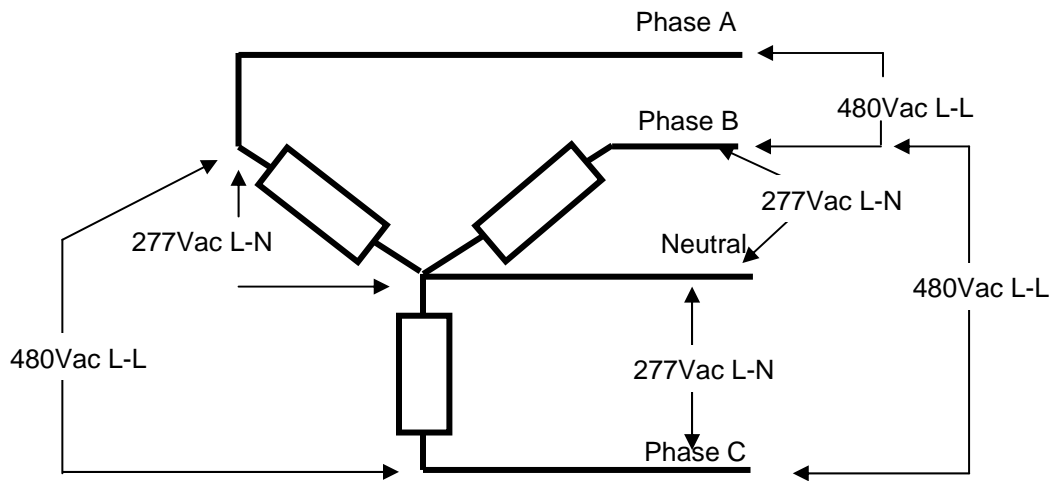 Phase A
480Vac L-L
Phase B
277Vac L-N
277Vac L-N
Neutral
480Vac L-L
480Vac L-L
277Vac L-N
Phase C